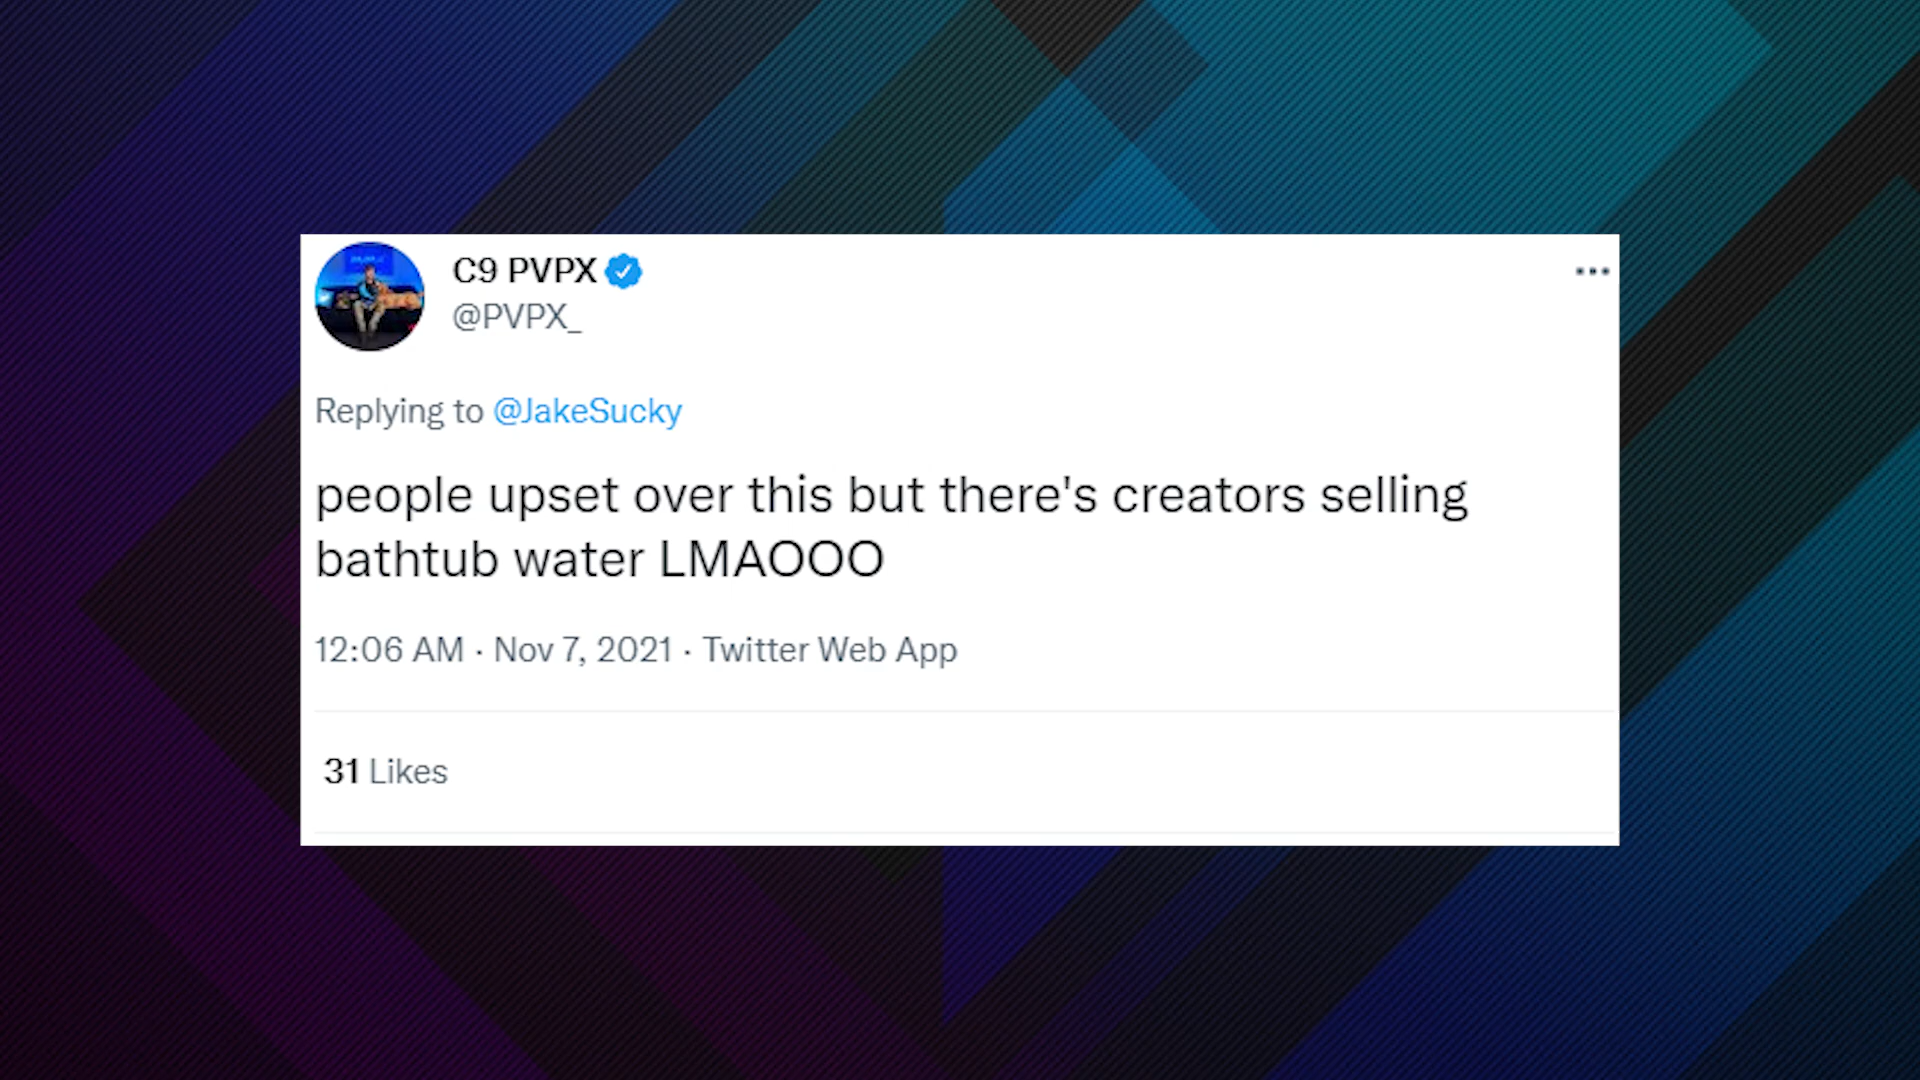 C9 PVPX
@PVPX_
Replying to @JakeSucky
people upset over this but there's creators selling
bathtub water LMAOOO
12:06 AM · Nov 7, 2021 · Twitter Web App
31 Likes